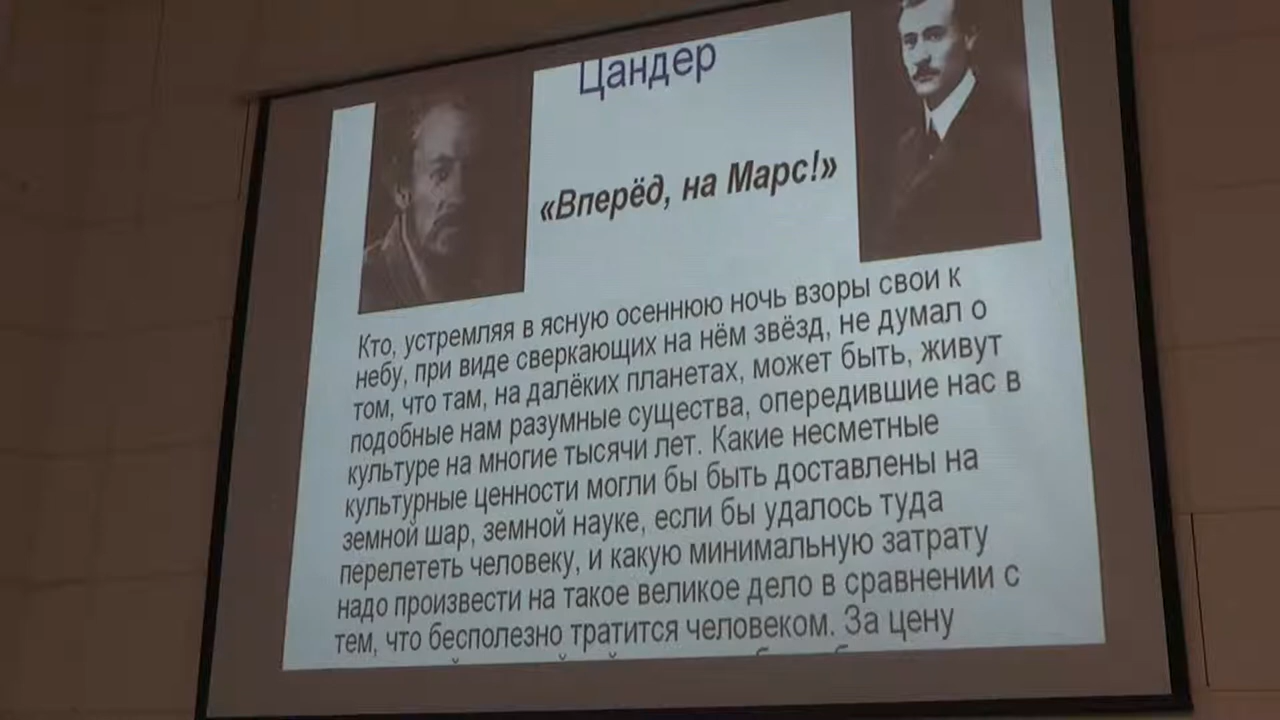 Цандер
«Вперёд, на Марс!»
Кто, устремляя в ясную осеннюю ночь взоры свои к
небу, при виде сверкающих на нём звёзд, не думал о
том, что там, на далёких планетах, может быть, живут
подобные нам разумные существа, опередившие нас в
культуре на многие тысячи лет. Какие несметные
культурные ценности могли бы быть доставлены на
земной шар, земной науке, если бы удалось туда
перелететь человеку, и какую минимальную затрату
надо произвести на такое великое дело в сравнении с
тем, что бесполезно тратится человеком. За цену